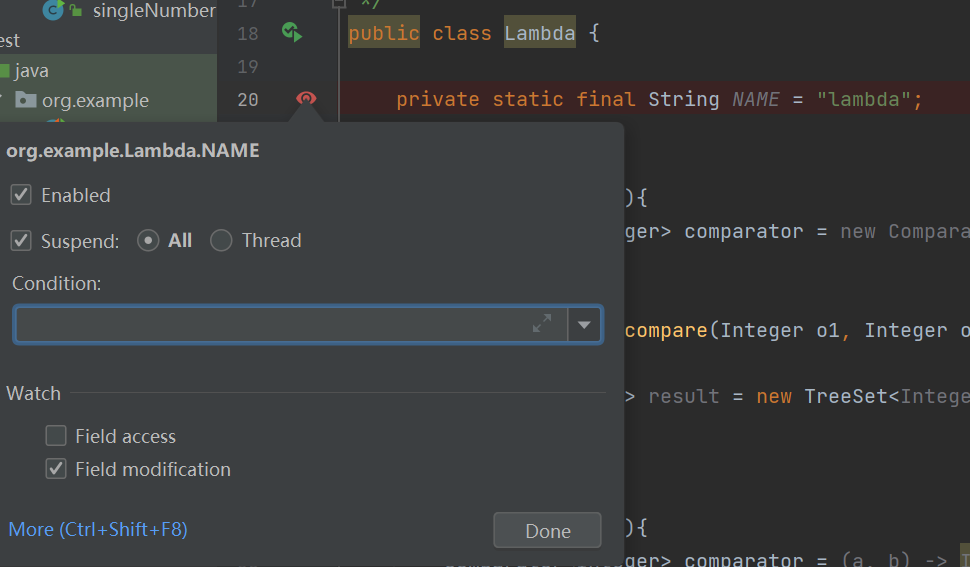 17 */
singleNumber
18 public class Lambda {
est
19
java
20 private static final String NAME = "lambda";
org.example
org.example.Lambda.NAME
Enabled
){
Suspend: All Thread
ger> comparator = new Compara
Condition:
compare(Integer o1, Integer o
Watch
> result = new TreeSet<Intege
Field access
Field modification
More (Ctrl+Shift+F8) Done
){
comparator = (a, b) ->